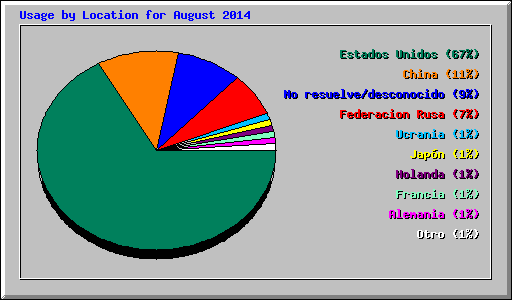 Usage by Location for August 2014
Estados Unidos (67%)
China (11%)
No resuelve/desconocido (9%)
Federacion Rusa (7%)
Ucrania (1%)
Japón (1%)
Holanda (1%)
Francia (1%)
Alemania (1%)
Otro (1%)